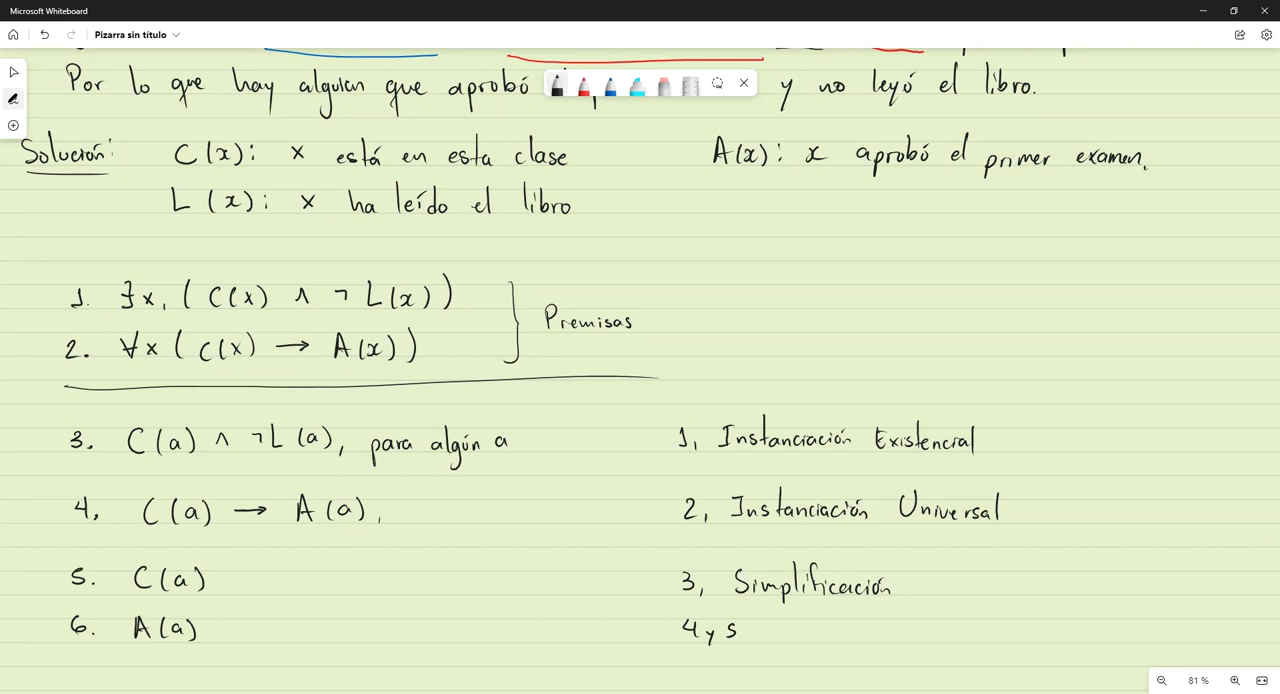 Microsoft Whiteboard
Pizarra sin título
Por lo que hay alguien que aprobó y no leyó el libro.
Solución: C(x): x está en esta clase A(x): x aprobó el primer examen.
L(x): x ha leído el libro
1. ∃x, (C(x) ∧ ¬L(x))
Premisas
2. ∀x (C(x) → A(x))
3. C(a) ∧ ¬L(a), para algún a 1, Instanciación Existencial
4. C(a) → A(a), 2, Instanciación Universal
5. C(a) 3, Simplificación
6. A(a) 4 y 5
81 %